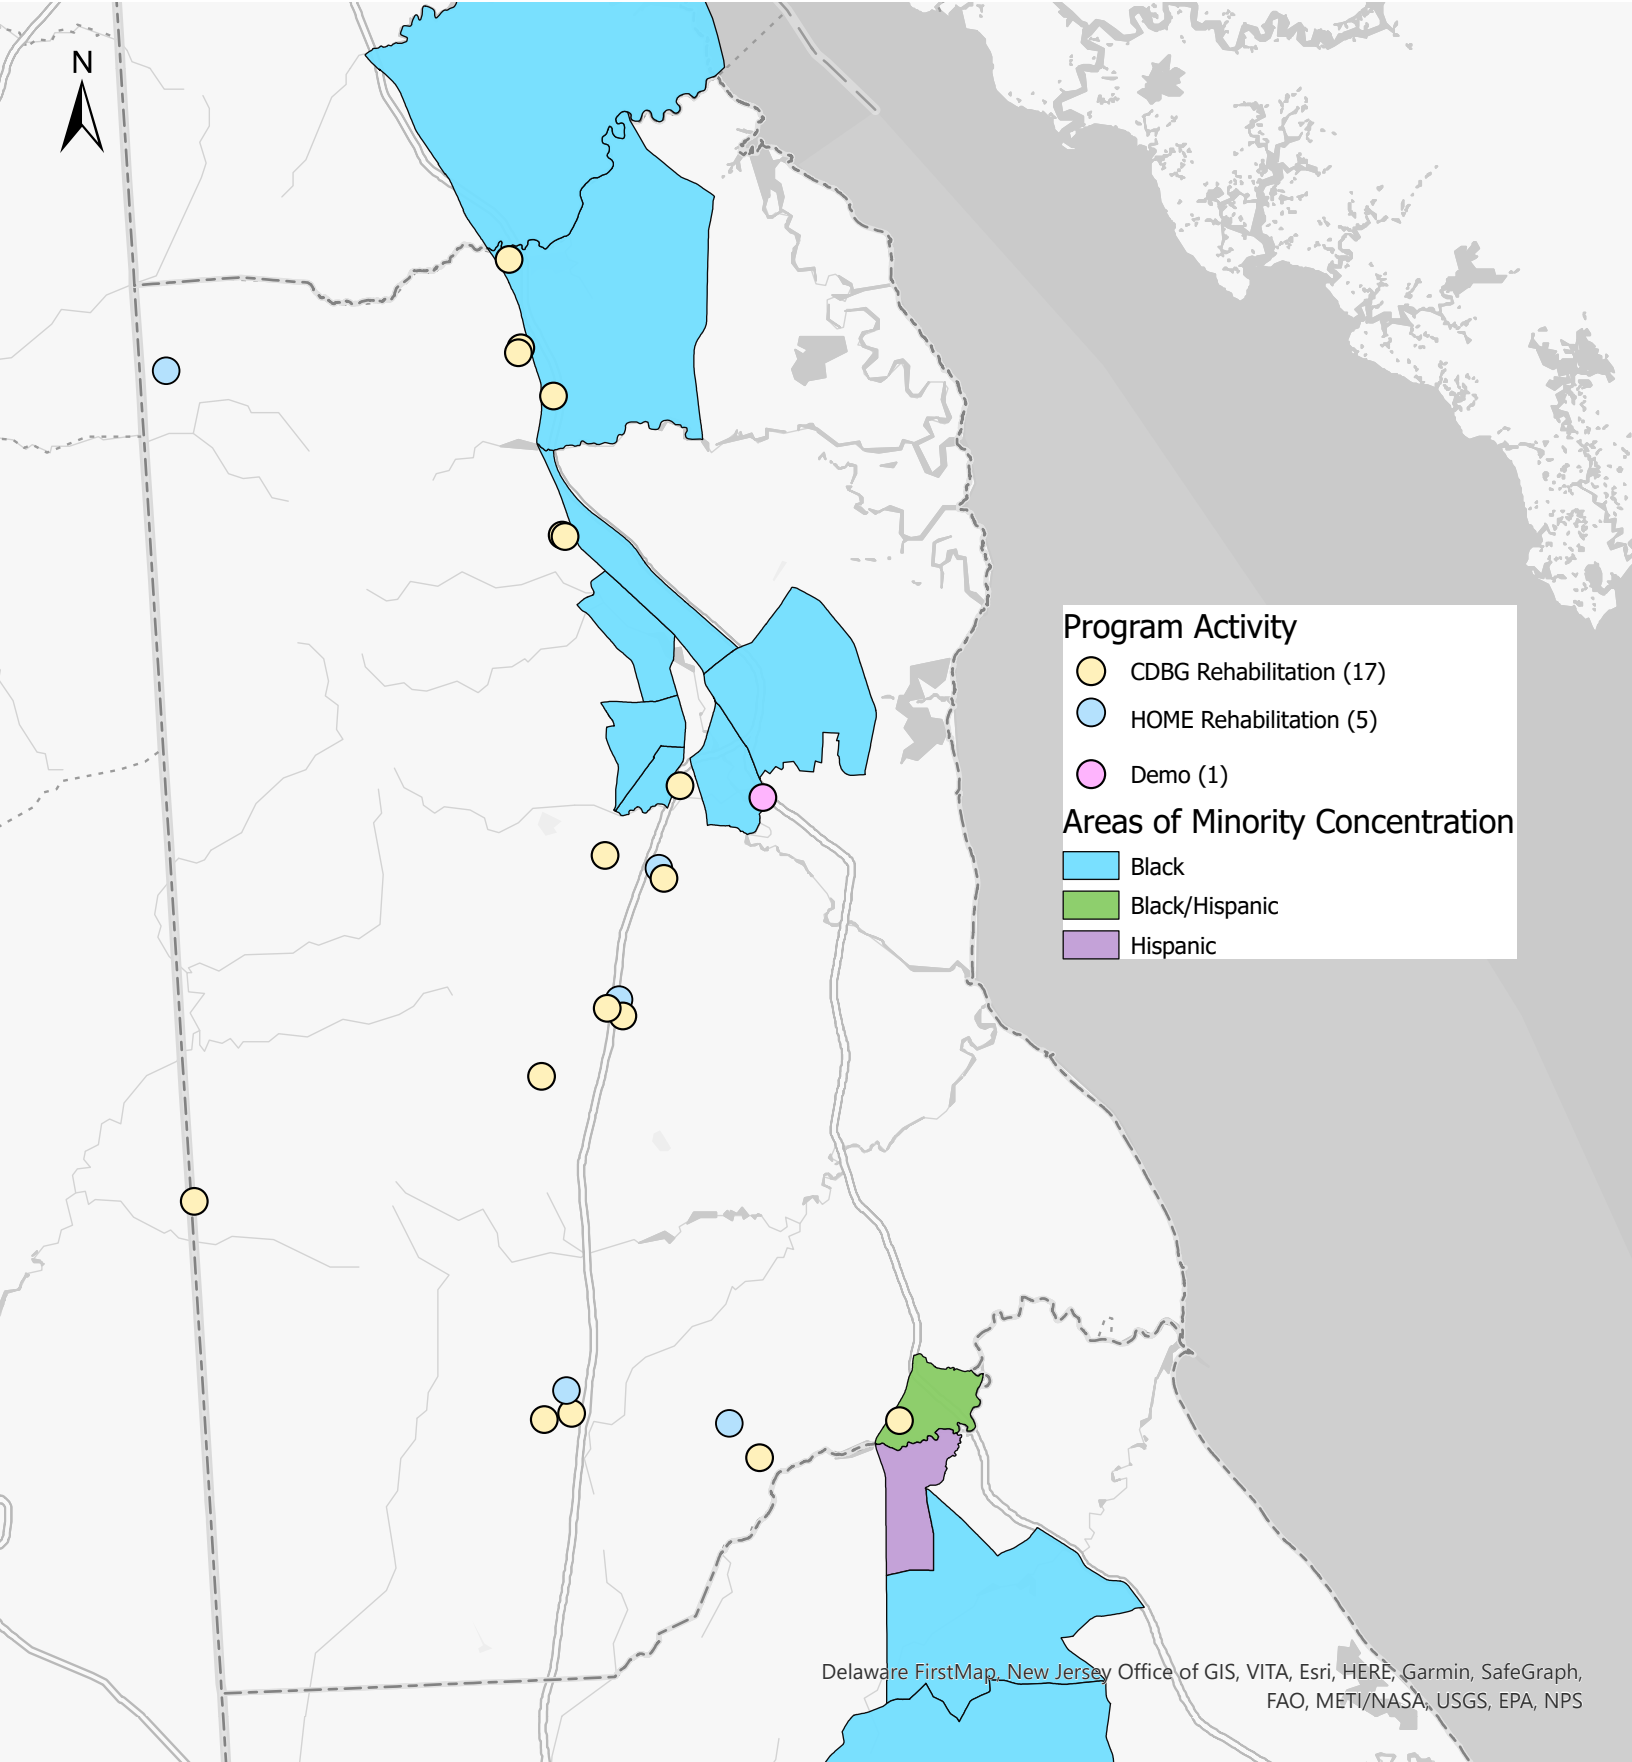 N
Program Activity
CDBG Rehabilitation (17)
HOME Rehabilitation (5)
Demo (1)
Areas of Minority Concentration
Black
Black/Hispanic
Hispanic
Delaware FirstMap, New Jersey Office of GIS, VITA, Esri, HERE, Garmin, SafeGraph,
FAO, METI/NASA, USGS, EPA, NPS